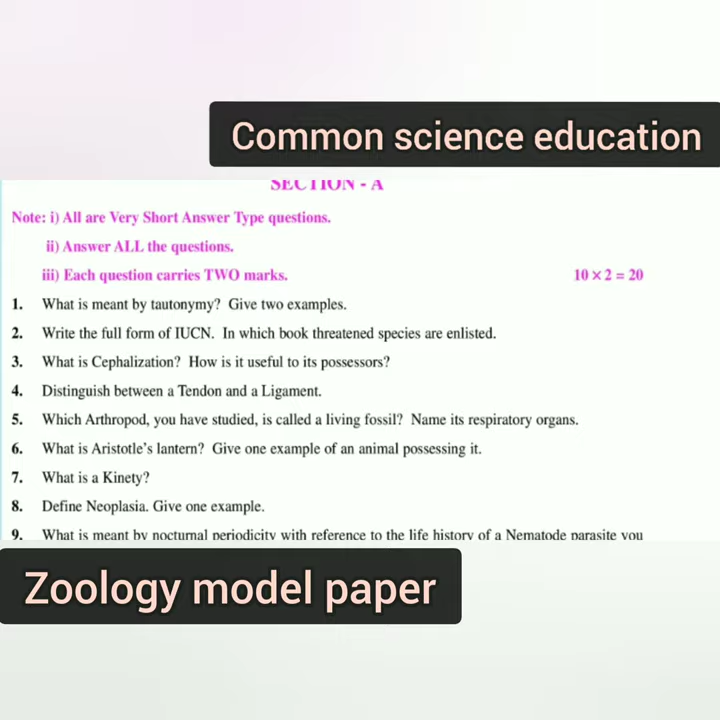 Common science education
SECTION - A
Note: i) All are Very Short Answer Type questions.
ii) Answer ALL the questions.
iii) Each question carries TWO marks. 10 × 2 = 20
1. What is meant by tautonymy? Give two examples.
2. Write the full form of IUCN. In which book threatened species are enlisted.
3. What is Cephalization? How is it useful to its possessors?
4. Distinguish between a Tendon and a Ligament.
5. Which Arthropod, you have studied, is called a living fossil? Name its respiratory organs.
6. What is Aristotle's lantern? Give one example of an animal possessing it.
7. What is a Kinety?
8. Define Neoplasia. Give one example.
9. What is meant by nocturnal periodicity with reference to the life history of a Nematode parasite you
Zoology model paper